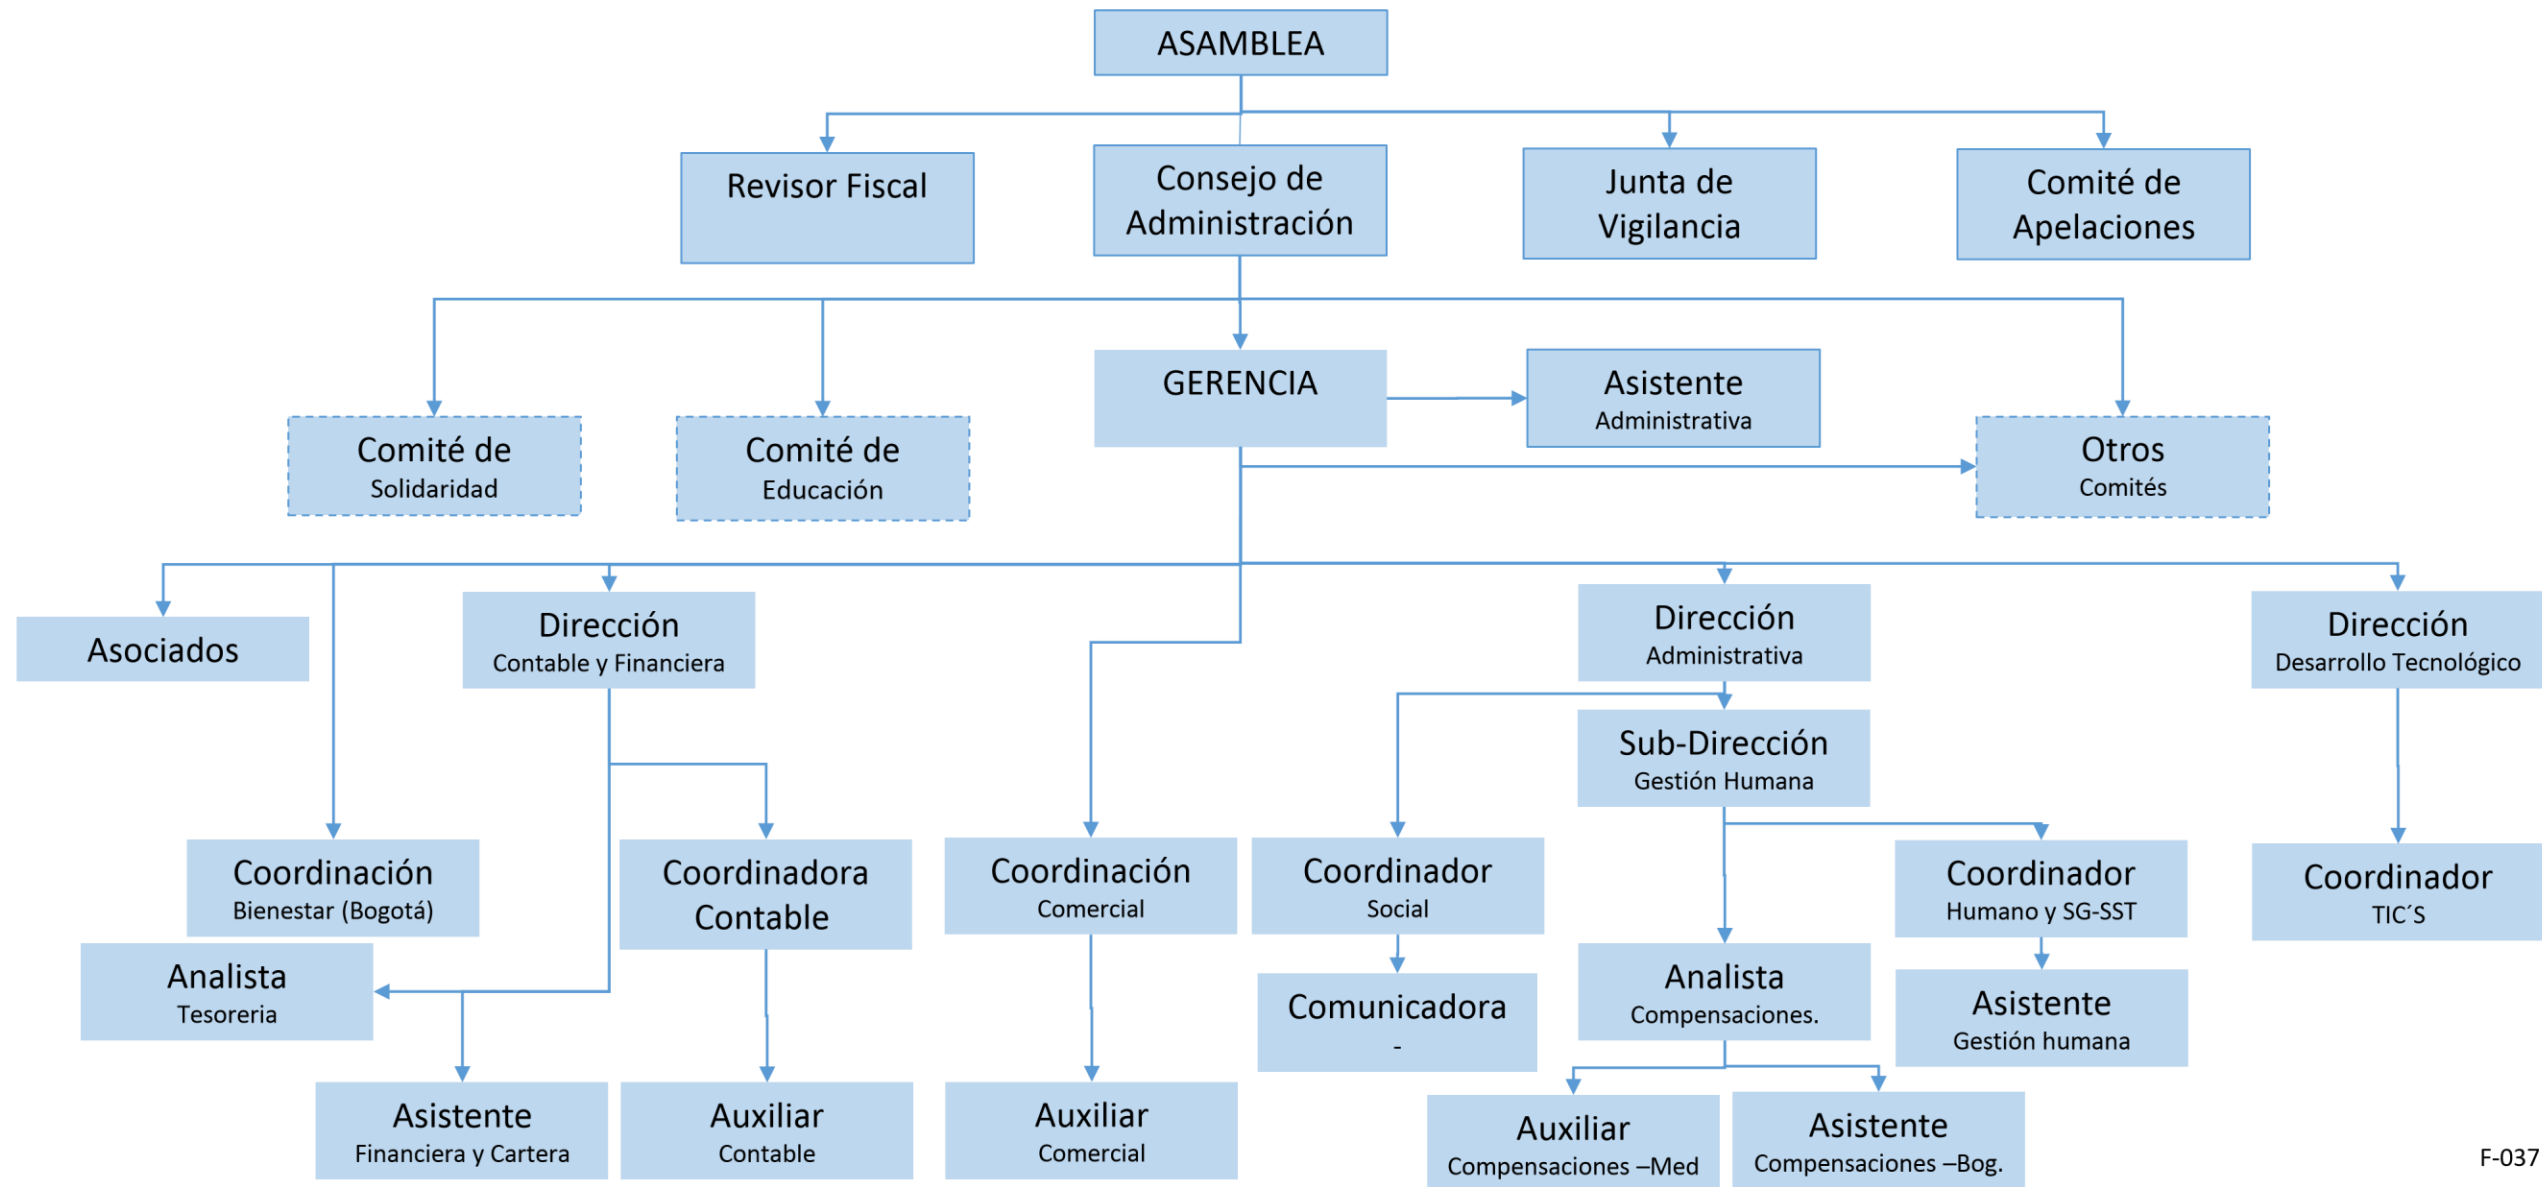 ASAMBLEA
Revisor Fiscal
Consejo de
Administración
Junta de
Vigilancia
Comité de
Apelaciones
GERENCIA
Asistente
Administrativa
Comité de
Solidaridad
Comité de
Educación
Otros
Comités
Asociados
Dirección
Contable y Financiera
Dirección
Administrativa
Dirección
Desarrollo Tecnológico
Sub-Dirección
Gestión Humana
Coordinación
Bienestar (Bogotá)
Coordinadora
Contable
Coordinación
Comercial
Coordinador
Social
Coordinador
Humano y SG-SST
Coordinador
TIC´S
Analista
Tesoreria
Comunicadora
-
Analista
Compensaciones.
Asistente
Gestión humana
Asistente
Financiera y Cartera
Auxiliar
Contable
Auxiliar
Comercial
Auxiliar
Compensaciones –Med
Asistente
Compensaciones –Bog.
F-037